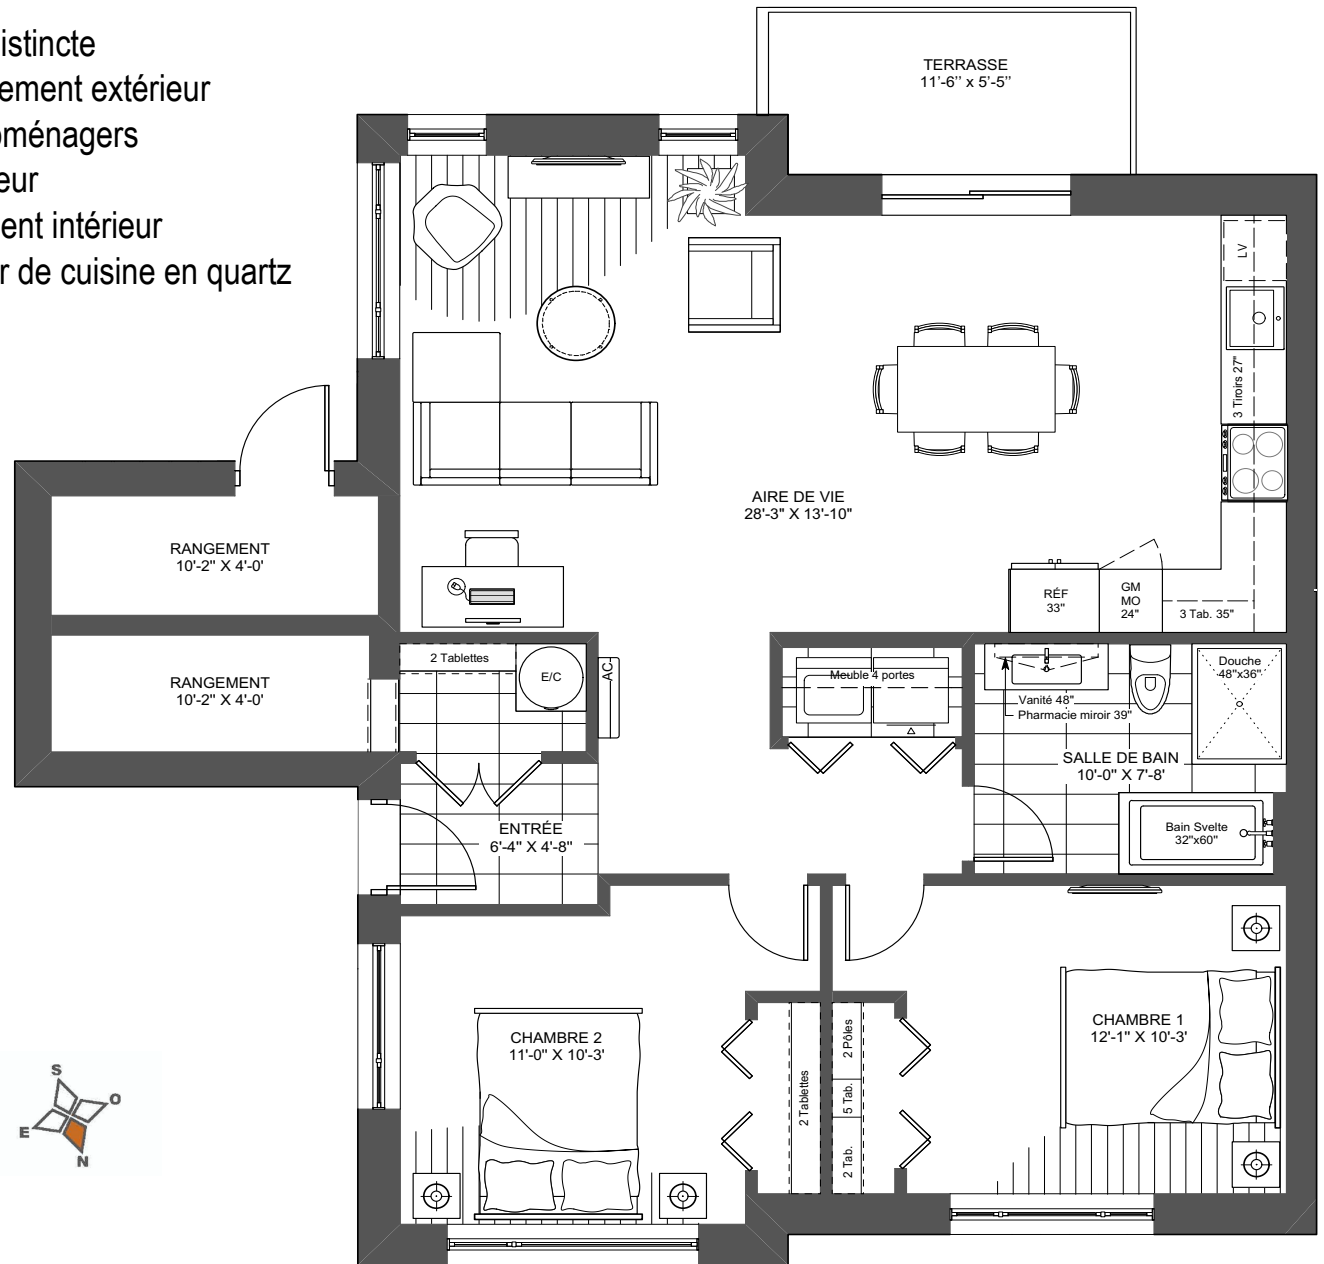 istincte
ement extérieur
oménagers
eur
ent intérieur
r de cuisine en quartz
TERRASSE
11'-6'' x 5'-5''
LV
3 Tiroirs 27"
AIRE DE VIE
28'-3" X 13'-10"
RANGEMENT
10'-2" X 4'-0'
RÉF
33"
GM
MO
24"
3 Tab. 35"
RANGEMENT
10'-2" X 4'-0'
2 Tablettes
E/C
AC
Meuble 4 portes
Vanité 48"
Pharmacie miroir 39"
Douche
48"x36"
SALLE DE BAIN
10'-0" X 7'-8'
Bain Svelte
32"x60"
ENTRÉE
6'-4" X 4'-8"
CHAMBRE 2
11'-0" X 10'-3'
2 Tablettes
2 Pôles
5 Tab.
2 Tab.
CHAMBRE 1
12'-1" X 10'-3'
S
O
E
N